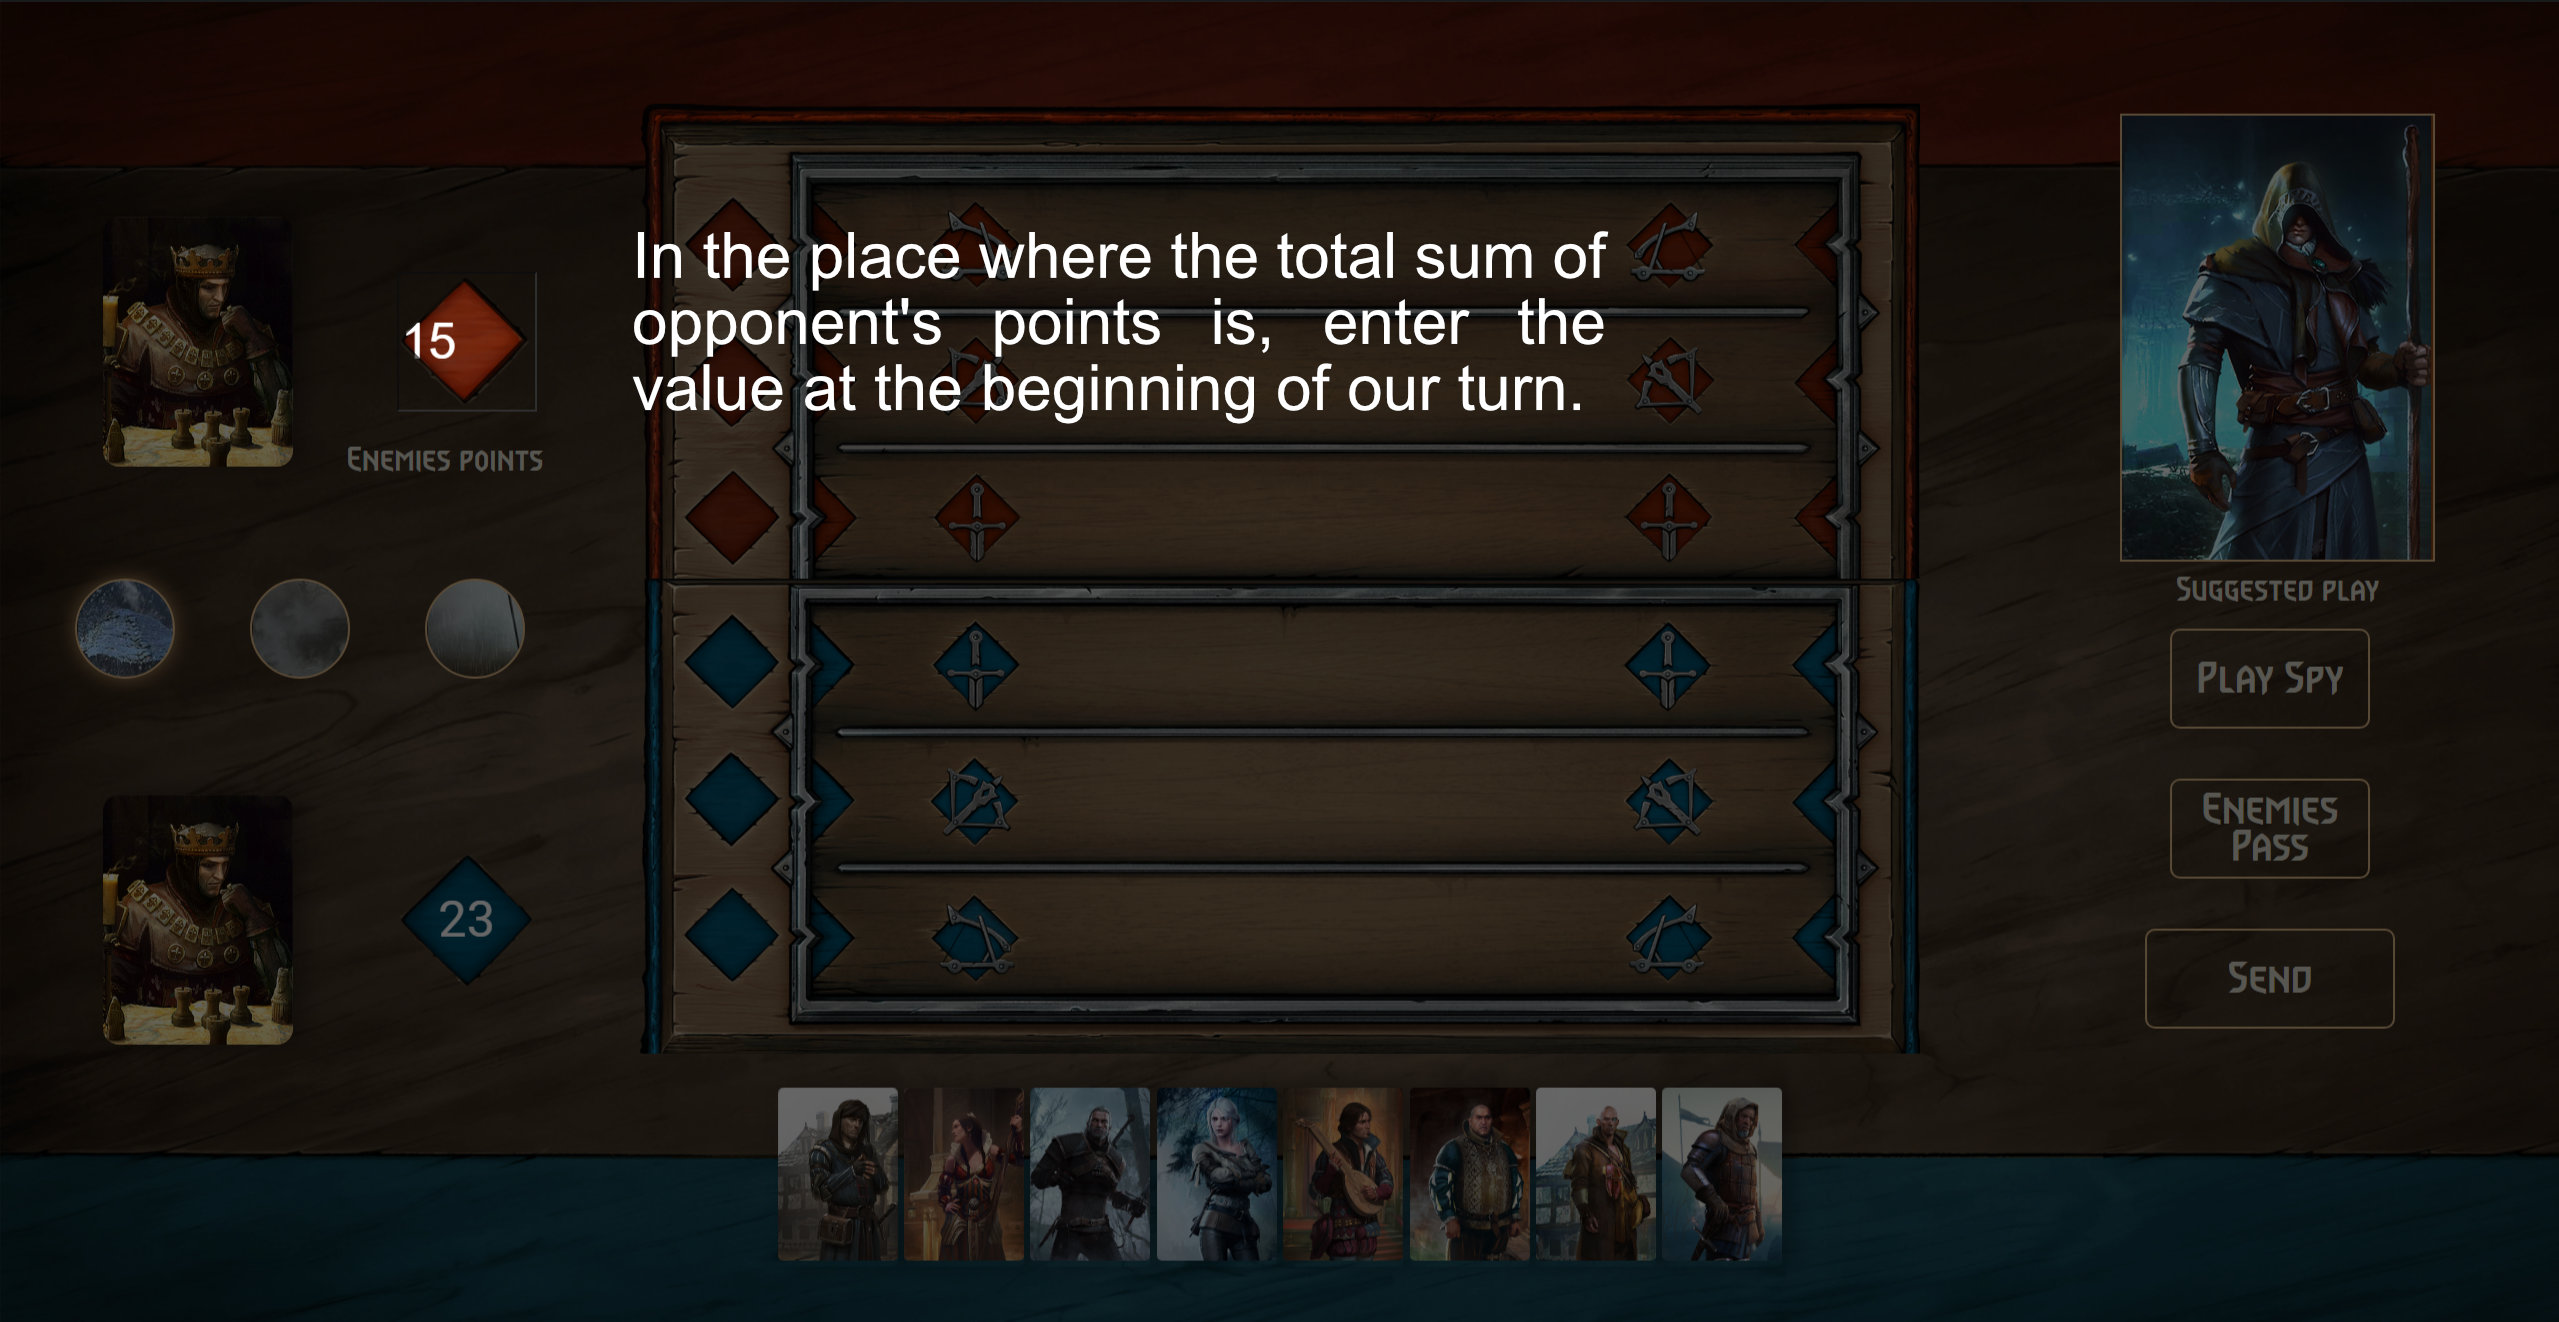 In the place where the total sum of
opponent's points is, enter the
value at the beginning of our turn.
15
ENEMIES POINTS
SUGGESTED PLAY
PLAY SPY
ENEMIES
PASS
23
SEND